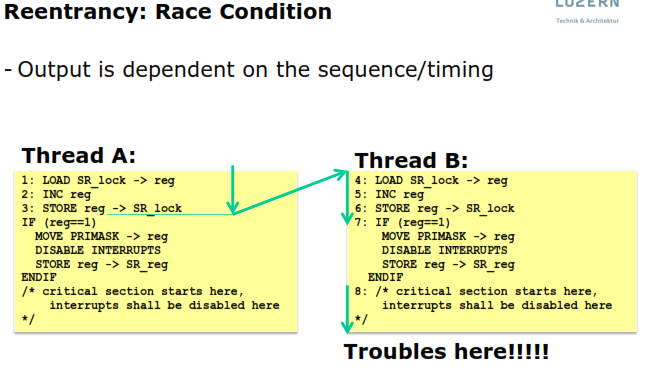 Reentrancy: Race Condition
LUZERN
Technik & Architektur
- Output is dependent on the sequence/timing
Thread A:
1: LOAD SR_lock -> reg
2: INC reg
3: STORE reg -> SR_lock
IF (reg==1)
MOVE PRIMASK -> reg
DISABLE INTERRUPTS
STORE reg -> SR_reg
ENDIF
/* critical section starts here,
interrupts shall be disabled here
*/
Thread B:
4: LOAD SR_lock -> reg
5: INC reg
6: STORE reg -> SR_lock
7: IF (reg==1)
MOVE PRIMASK -> reg
DISABLE INTERRUPTS
STORE reg -> SR_reg
ENDIF
8: /* critical section starts here,
interrupts shall be disabled here
*/
Troubles here!!!!!